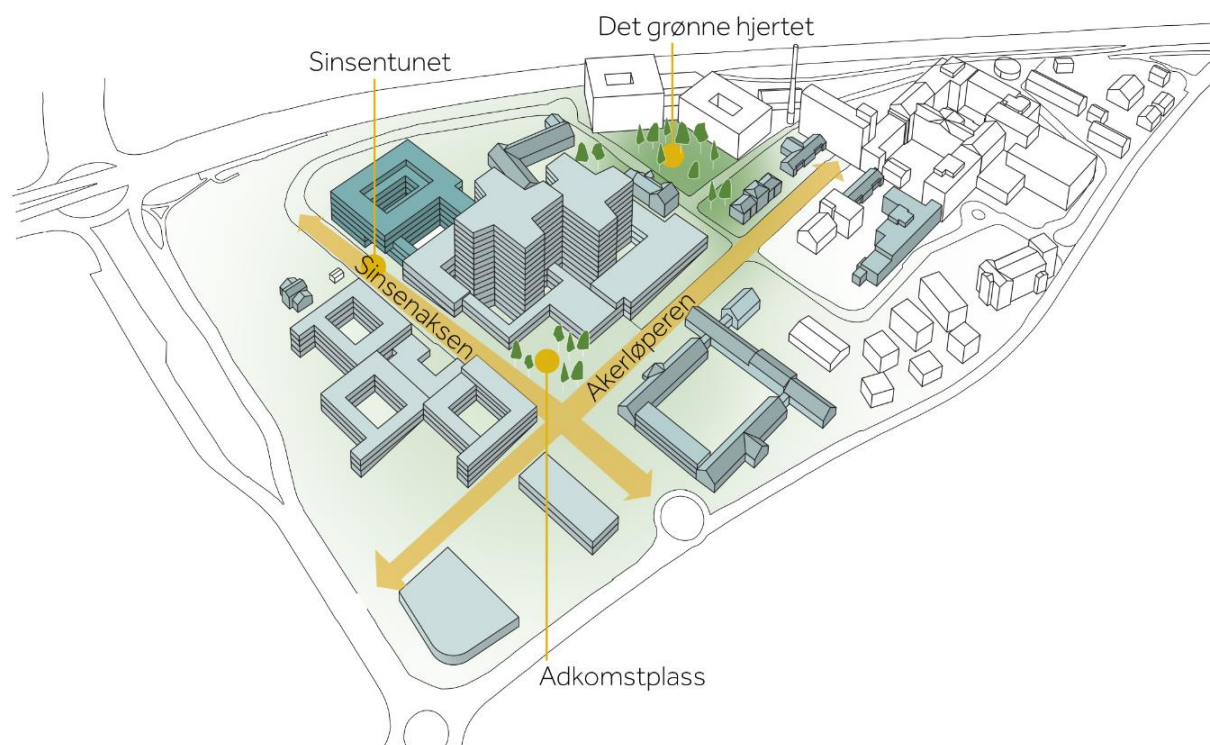 Det grønne hjertet
Sinsentunet
Sinsenaksen
Akerløperen
Adkomstplass